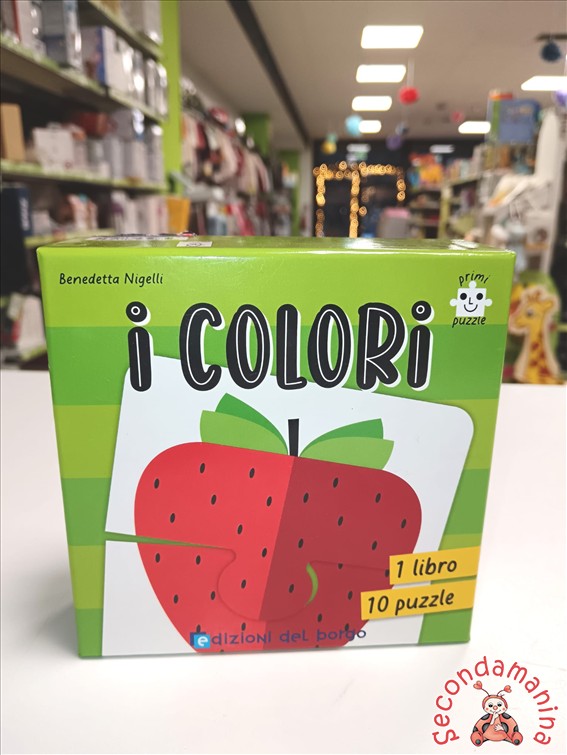 Benedetta Nigelli
primi
puzzle
i COLORi
1 libro
10 puzzle
edizioni del borgo
Secondamanina